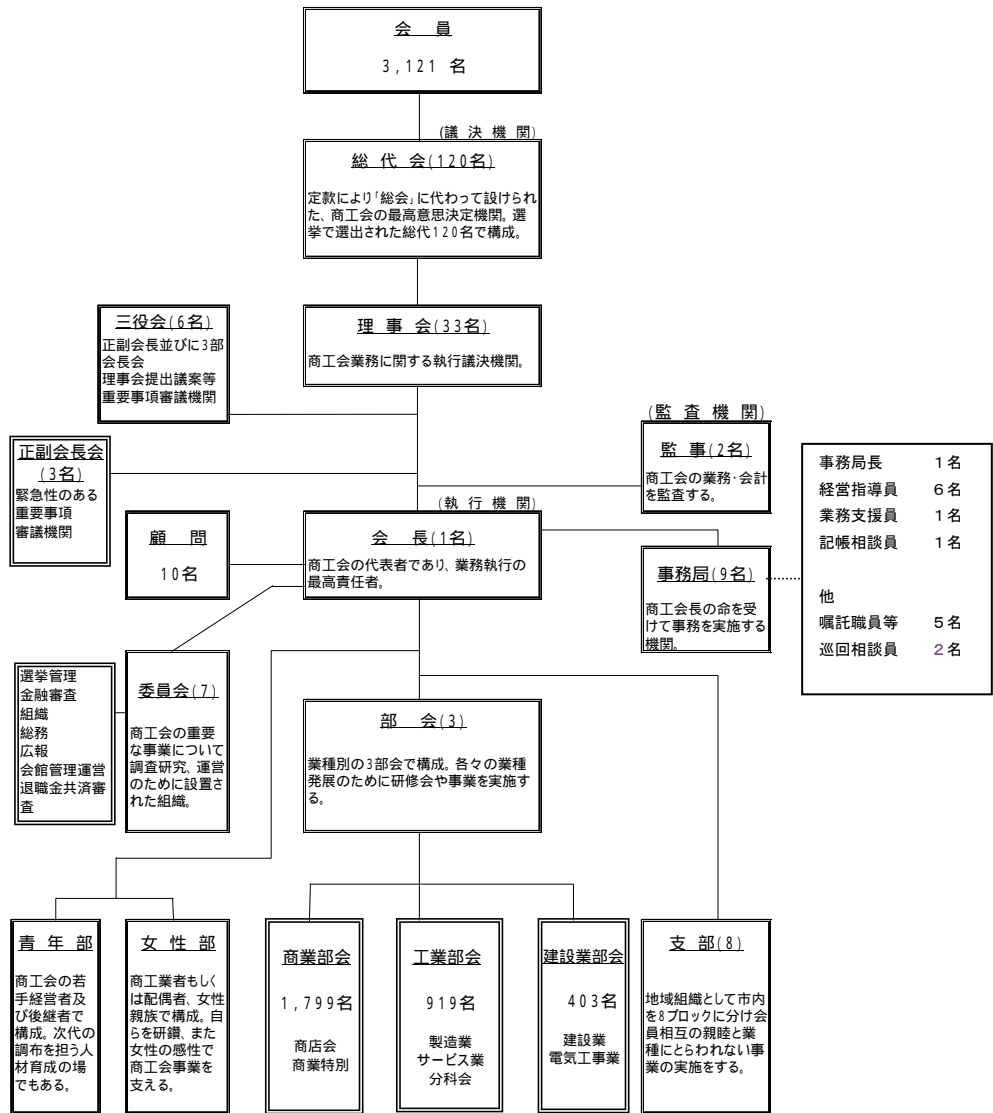 会 員
3,121 名
(議 決 機 関)
総 代 会(120名)
定款により「総会」に代わって設けられ
た、商工会の最高意思決定機関。選
挙で選出された総代120名で構成。
三役会(6名)
正副会長並びに3部
会長会
理事会提出議案等
重要事項審議機関
理 事 会(33名)
商工会業務に関する執行議決機関。
正副会長会
(3名)
緊急性のある
重要事項
審議機関
(監 査 機 関)
監 事(2名)
商工会の業務・会計
を監査する。
事務局長 1名
経営指導員 6名
業務支援員 1名
記帳相談員 1名
他
嘱託職員等 5名
巡回相談員 2名
顧 問
10名
(執 行 機 関)
会 長(1名)
商工会の代表者であり、業務執行の
最高責任者。
事務局(9名)
商工会長の命を受
けて事務を実施する
機関。
選挙管理
金融審査
組織
総務
広報
会館管理運営
退職金共済審
査
委員会(7)
商工会の重要
な事業について
調査研究、運営
のために設置さ
れた組織。
部 会(3)
業種別の3部会で構成。各々の業種
発展のために研修会や事業を実施す
る。
青 年 部
商工会の若
手経営者及
び後継者で
構成。次代の
調布を担う人
材育成の場
でもある。
女 性 部
商工業者もしく
は配偶者、女性
親族で構成。自
らを研鑚、また
女性の感性で
商工会事業を
支える。
商業部会
1,799名
商店会
商業特別
工業部会
919名
製造業
サービス業
分科会
建設業部会
403名
建設業
電気工事業
支 部(8)
地域組織として市内
を8ブロックに分け会
員相互の親睦と業
種にとらわれない事
業の実施をする。